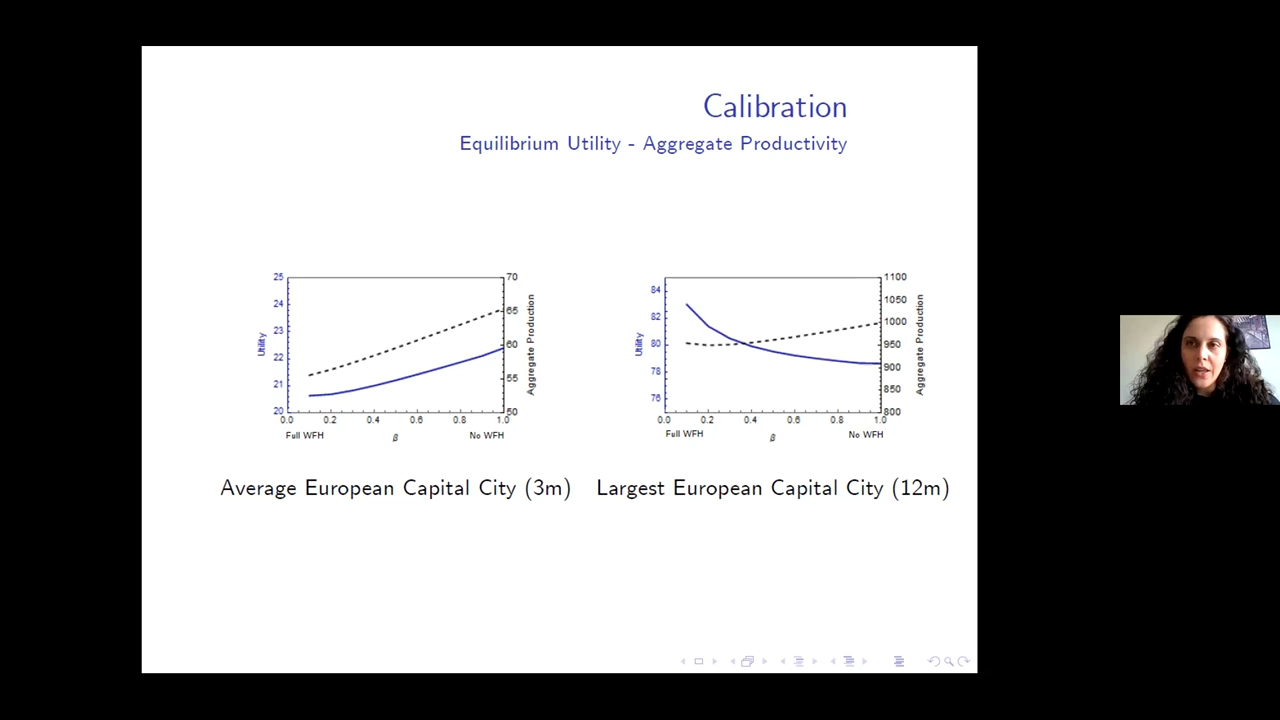 Calibration
Equilibrium Utility - Aggregate Productivity
25
24
23
22
21
20
Utility
70
65
60
55
50
Aggregate Production
0.0 0.2 0.4 0.6 0.8 1.0
Full WFH β No WFH
84
82
80
78
76
Utility
1100
1050
1000
950
900
850
800
Aggregate Production
0.0 0.2 0.4 0.6 0.8 1.0
Full WFH β No WFH
Average European Capital City (3m)
Largest European Capital City (12m)